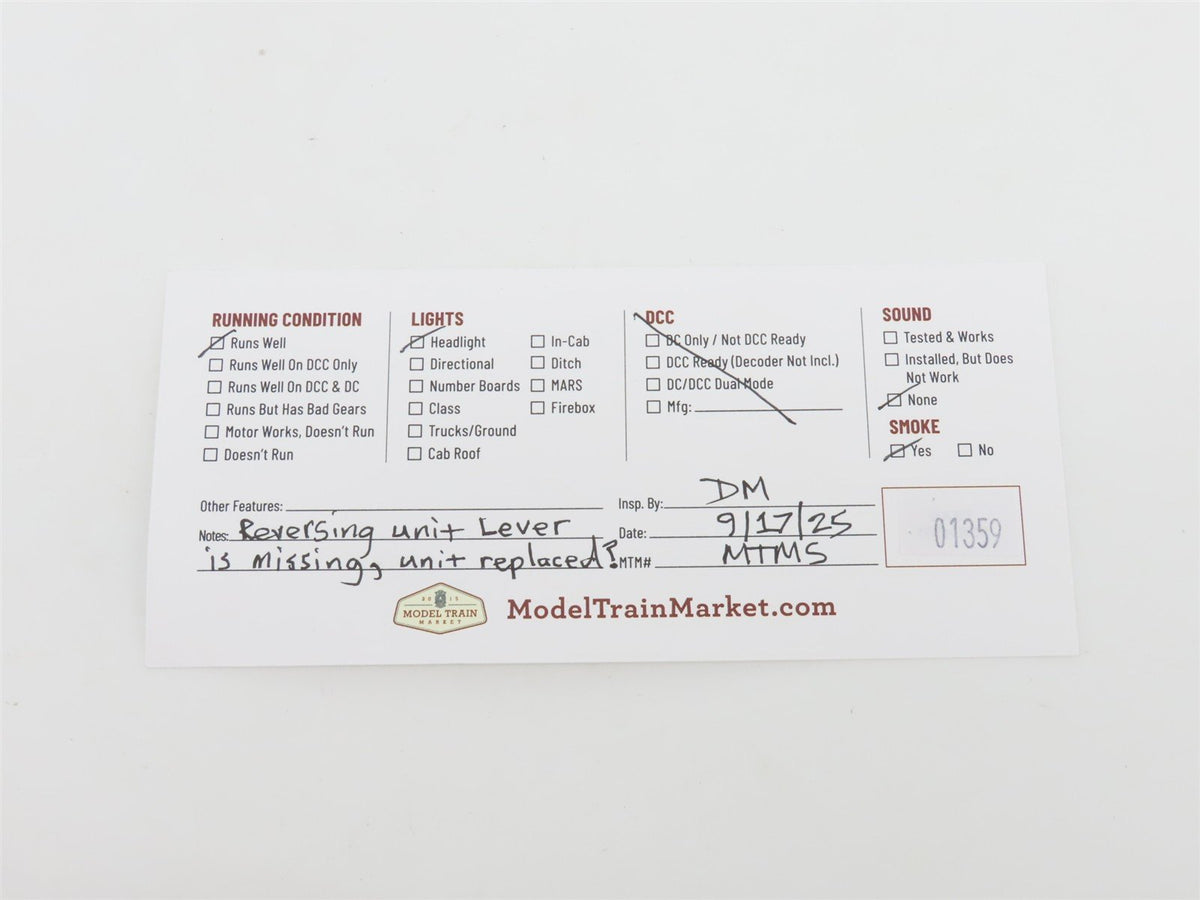 RUNNING CONDITION
Runs Well
Runs Well On DCC Only
Runs Well On DCC & DC
Runs But Has Bad Gears
Motor Works, Doesn't Run
Doesn't Run
LIGHTS
Headlight
Directional
Number Boards
Class
Trucks/Ground
Cab Roof
In-Cab
Ditch
MARS
Firebox
DCC
DC Only / Not DCC Ready
DCC Ready (Decoder Not Incl.)
DC/DCC Dual Mode
Mfg:
SOUND
Tested & Works
Installed, But Does
Not Work
None
SMOKE
Yes No
Other Features:
Notes: Reversing unit Lever
is missing, unit replaced?
Insp. By: DM
Date: 9/17/25
MTM# MTMS
01359
2015
MODEL TRAIN
MARKET
ModelTrainMarket.com